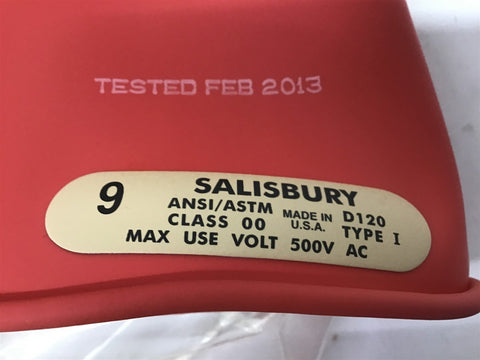 TESTED FEB 2013
9
SALISBURY
ANSI/ASTM MADE IN D120
CLASS 00 U.S.A. TYPE I
MAX USE VOLT 500V AC